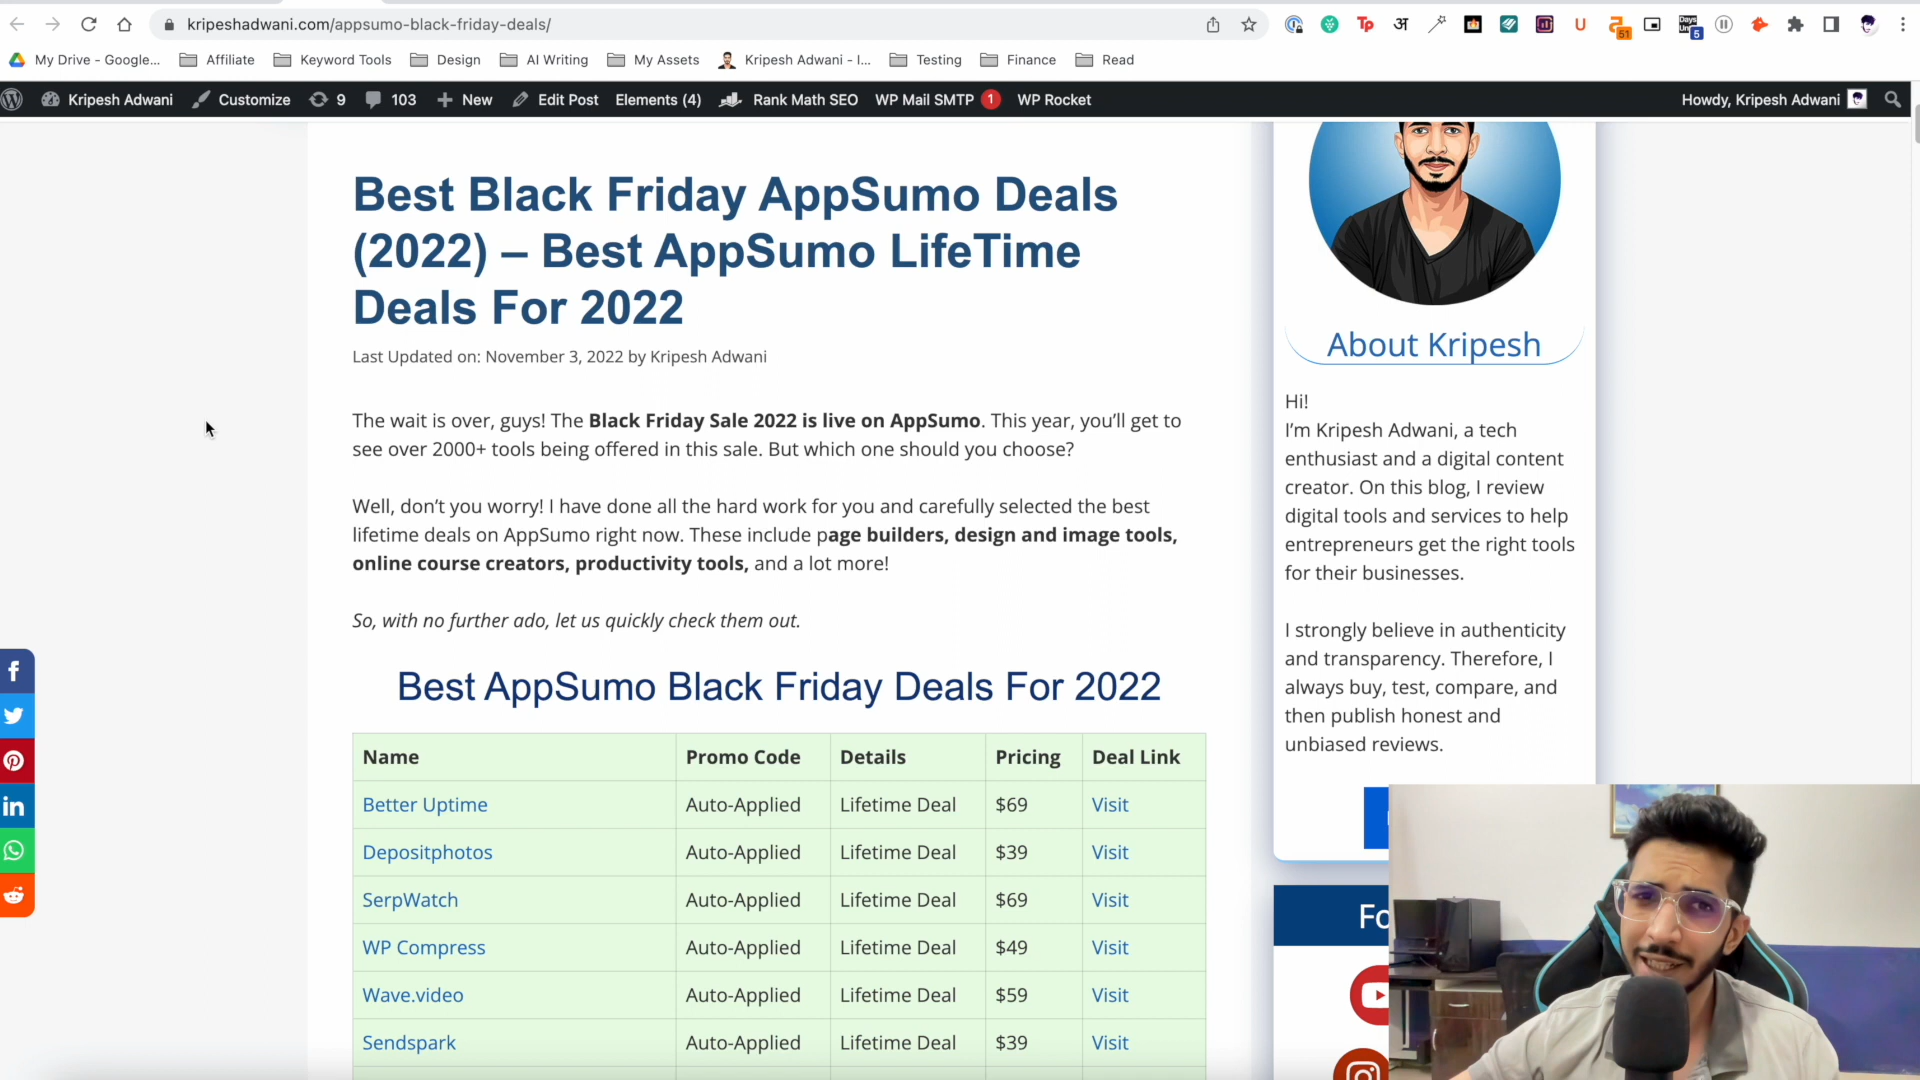 kripeshadwani.com/appsumo-black-friday-deals/
Tp
अ
U
51
Days
5
My Drive - Google...
Affiliate
Keyword Tools
Design
AI Writing
My Assets
Kripesh Adwani - I...
Testing
Finance
Read
Kripesh Adwani
Customize
9
103
New
Edit Post
Elements (4)
Rank Math SEO
WP Mail SMTP 1
WP Rocket
Howdy, Kripesh Adwani
Best Black Friday AppSumo Deals
(2022) – Best AppSumo LifeTime
Deals For 2022
Last Updated on: November 3, 2022 by Kripesh Adwani
The wait is over, guys! The Black Friday Sale 2022 is live on AppSumo. This year, you’ll get to
see over 2000+ tools being offered in this sale. But which one should you choose?
Well, don’t you worry! I have done all the hard work for you and carefully selected the best
lifetime deals on AppSumo right now. These include page builders, design and image tools,
online course creators, productivity tools, and a lot more!
So, with no further ado, let us quickly check them out.
Best AppSumo Black Friday Deals For 2022
Name Promo Code Details Pricing Deal Link
Better Uptime Auto-Applied Lifetime Deal $69 Visit
Depositphotos Auto-Applied Lifetime Deal $39 Visit
SerpWatch Auto-Applied Lifetime Deal $69 Visit
WP Compress Auto-Applied Lifetime Deal $49 Visit
Wave.video Auto-Applied Lifetime Deal $59 Visit
Sendspark Auto-Applied Lifetime Deal $39 Visit
About Kripesh
Hi!
I’m Kripesh Adwani, a tech
enthusiast and a digital content
creator. On this blog, I review
digital tools and services to help
entrepreneurs get the right tools
for their businesses.
I strongly believe in authenticity
and transparency. Therefore, I
always buy, test, compare, and
then publish honest and
unbiased reviews.
Fo